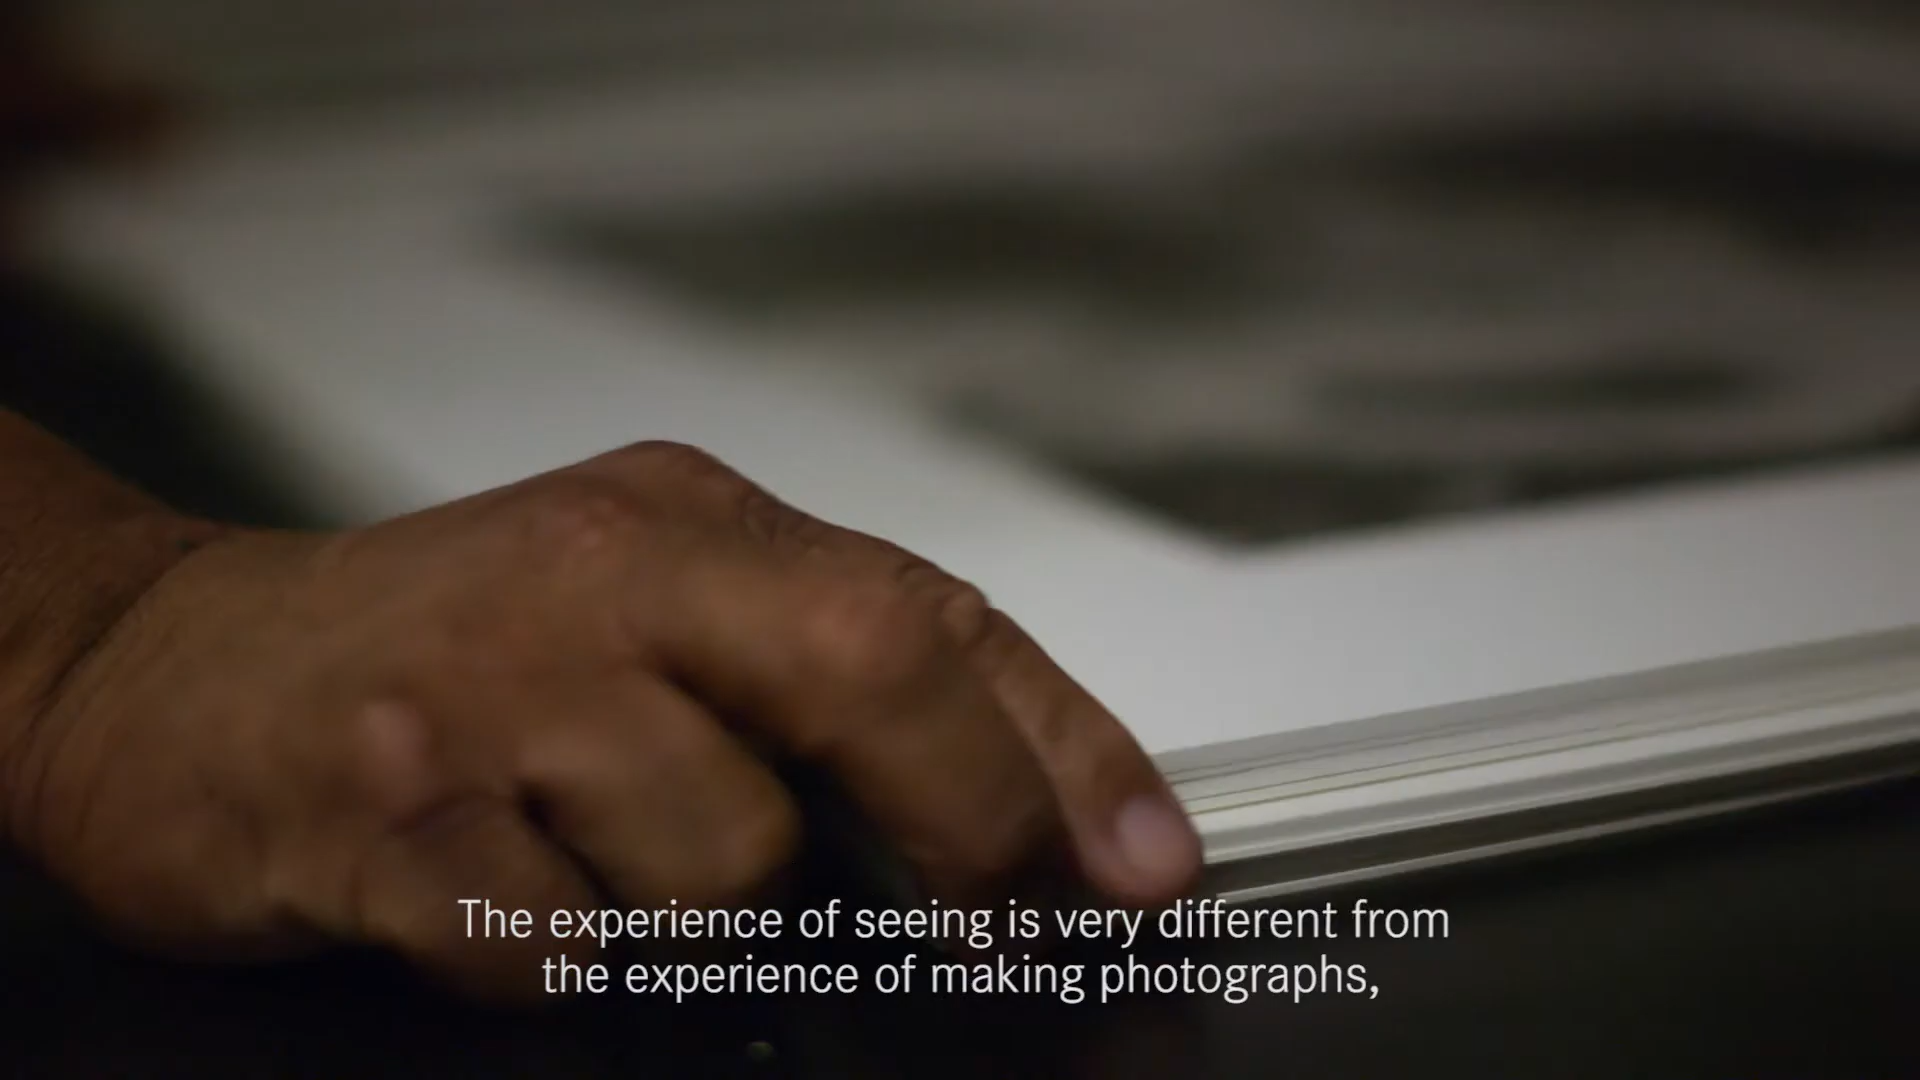 The experience of seeing is very different from
the experience of making photographs,